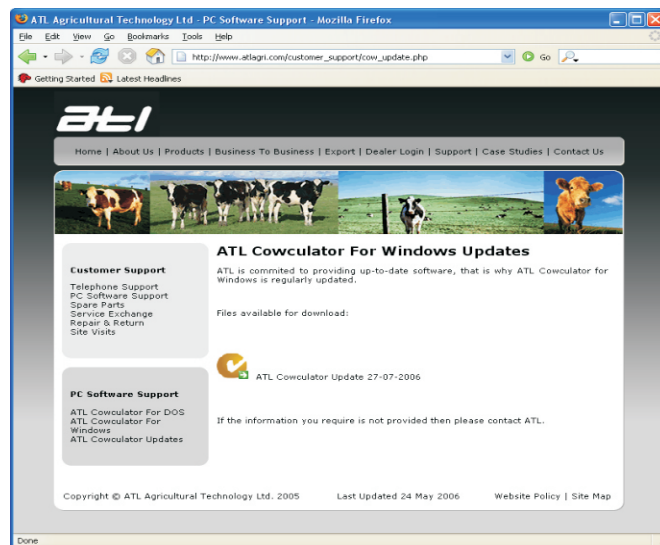 ATL Agricultural Technology Ltd - PC Software Support - Mozilla Firefox
File Edit View Go Bookmarks Tools Help
http://www.atlagri.com/customer_support/cow_update.php Go
Getting Started Latest Headlines
atl
Home | About Us | Products | Business To Business | Export | Dealer Login | Support | Case Studies | Contact Us
Customer Support
Telephone Support
PC Software Support
Spare Parts
Service Exchange
Repair & Return
Site Visits
PC Software Support
ATL Cowculator For DOS
ATL Cowculator For
Windows
ATL Cowculator Updates
ATL Cowculator For Windows Updates
ATL is commited to providing up-to-date software, that is why ATL Cowculator for
Windows is regularly updated.
Files available for download:
ATL Cowculator Update 27-07-2006
If the information you require is not provided then please contact ATL.
Copyright © ATL Agricultural Technology Ltd. 2005 Last Updated 24 May 2006 Website Policy | Site Map
Done